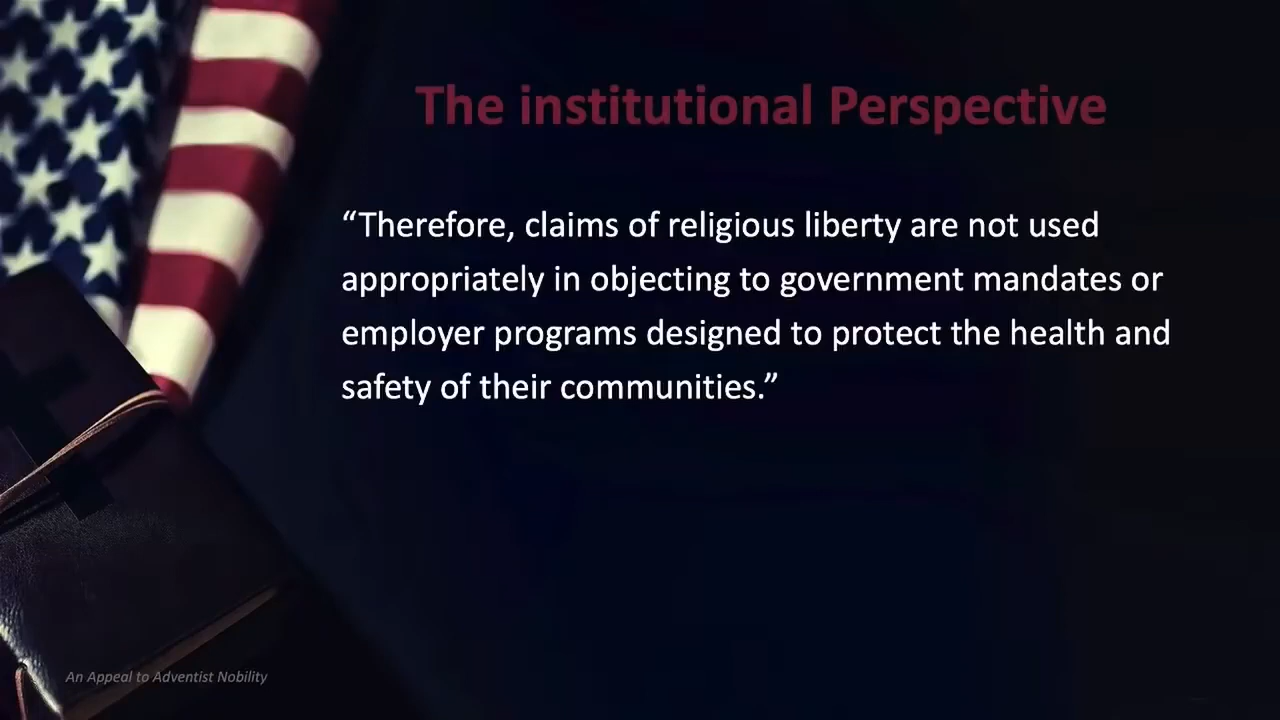 The institutional Perspective
“Therefore, claims of religious liberty are not used
appropriately in objecting to government mandates or
employer programs designed to protect the health and
safety of their communities.”
An Appeal to Adventist Nobility